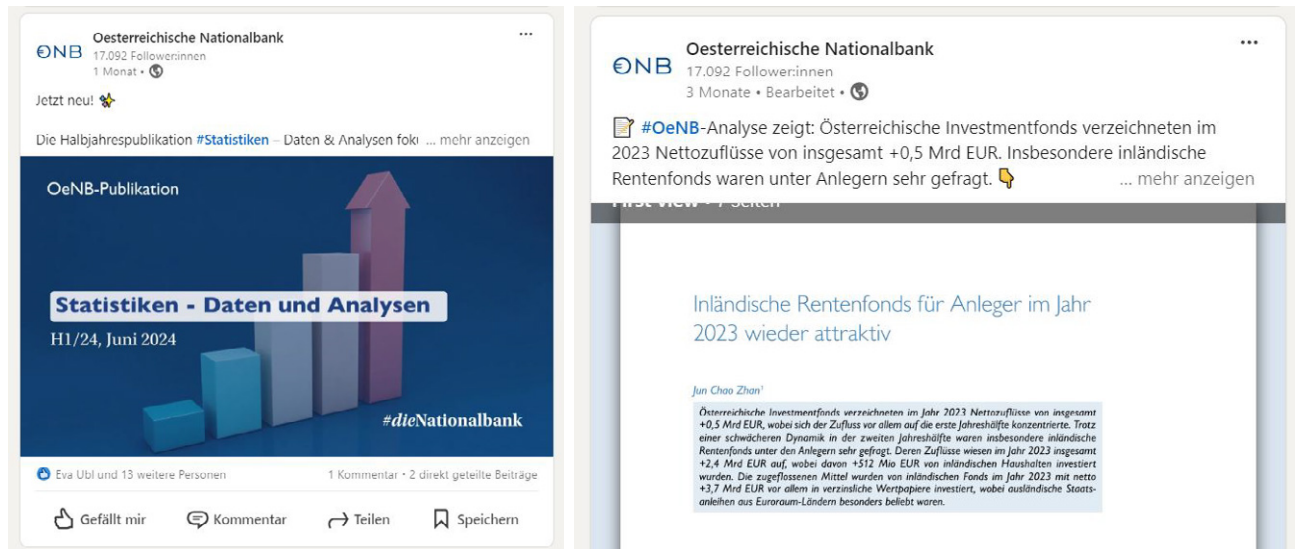 ONB
Oesterreichische Nationalbank
...
17.092 Follower:innen
1 Monat •
Jetzt neu! ✨
Die Halbjahrespublikation #Statistiken – Daten & Analysen foku ... mehr anzeigen
OeNB-Publikation
Statistiken - Daten und Analysen
H1/24, Juni 2024
#dieNationalbank
Eva Ubl und 13 weitere Personen
1 Kommentar • 2 direkt geteilte Beiträge
Gefällt mir
Kommentar
Teilen
Speichern
€NB
Oesterreichische Nationalbank
...
17.092 Follower:innen
3 Monate • Bearbeitet •
📝 #OeNB-Analyse zeigt: Österreichische Investmentfonds verzeichneten im
2023 Nettozuflüsse von insgesamt +0,5 Mrd EUR. Insbesondere inländische
Rentenfonds waren unter Anlegern sehr gefragt. 👇 ... mehr anzeigen
First view • 7 Seiten
Inländische Rentenfonds für Anleger im Jahr
2023 wieder attraktiv
Jun Chao Zhan¹
Österreichische Investmentfonds verzeichneten im Jahr 2023 Nettozuflüsse von insgesamt
+0,5 Mrd EUR, wobei sich der Zufluss vor allem auf die erste Jahreshälfte konzentrierte. Trotz
einer schwächeren Dynamik in der zweiten Jahreshälfte waren insbesondere inländische
Rentenfonds unter den Anlegern sehr gefragt. Deren Zuflüsse wiesen im Jahr 2023 insgesamt
+2,4 Mrd EUR auf, wobei davon +512 Mio EUR von inländischen Haushalten investiert
wurden. Die zugeflossenen Mittel wurden von inländischen Fonds im Jahr 2023 mit netto
+3,7 Mrd EUR vor allem in verzinsliche Wertpapiere investiert, wobei ausländische Staats-
anleihen aus Euroraum-Ländern besonders beliebt waren.